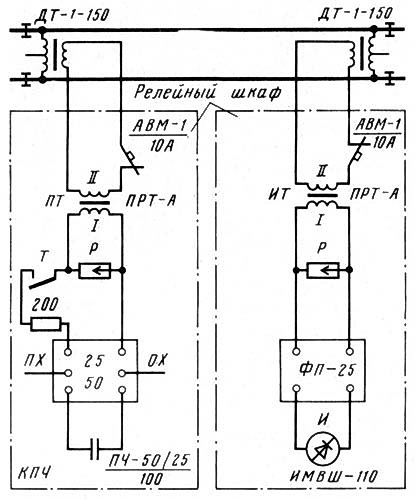 ДТ-1-150
ДТ-1-150
Релейный шкаф
АВМ-1
10А
АВМ-1
10А
II
ПТ
ПРТ-А
I
II
ИТ
ПРТ-А
I
Т
Р
Р
200
ПХ
25
50
ОХ
ФП-25
И
КПЧ
ПЧ-50/25
100
ИМВШ-110